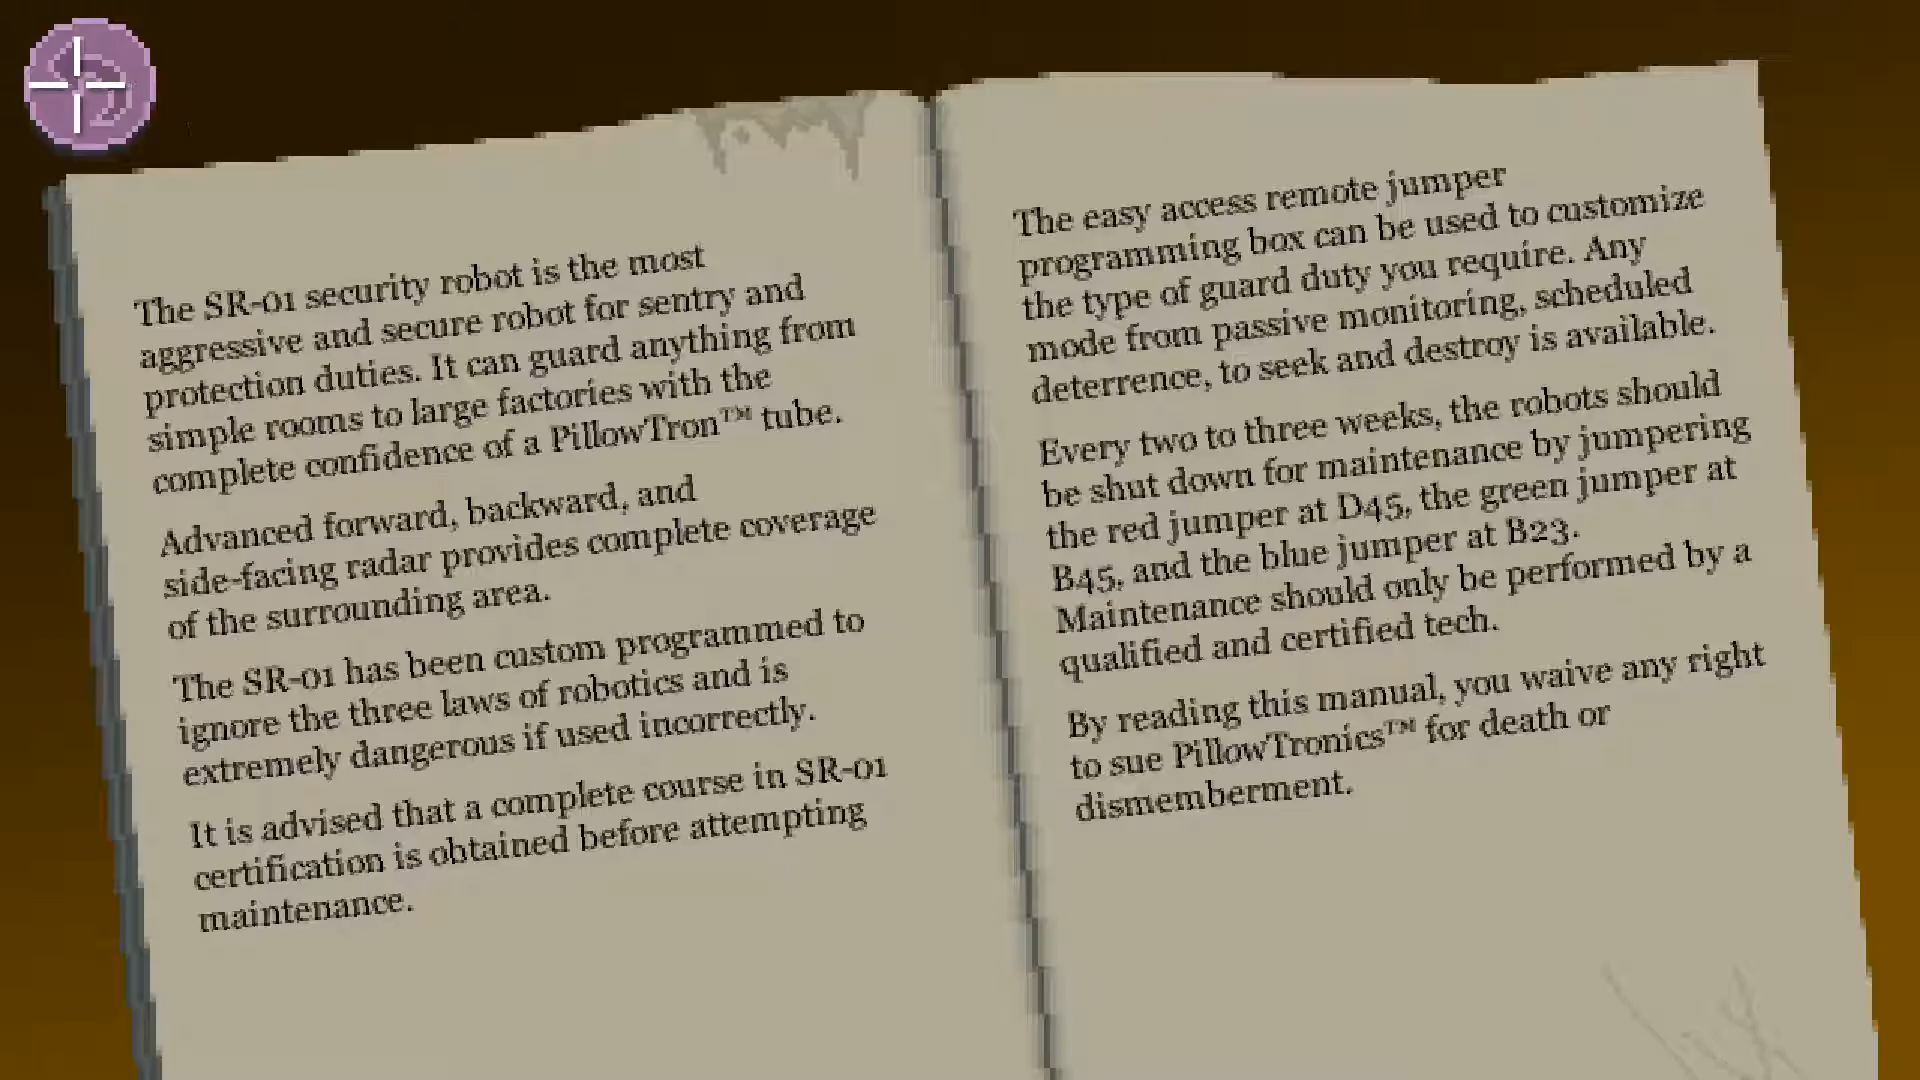 The SR-01 security robot is the most
aggressive and secure robot for sentry and
protection duties. It can guard anything from
simple rooms to large factories with the
complete confidence of a PillowTron™ tube.
Advanced forward, backward, and
side-facing radar provides complete coverage
of the surrounding area.
The SR-01 has been custom programmed to
ignore the three laws of robotics and is
extremely dangerous if used incorrectly.
It is advised that a complete course in SR-01
certification is obtained before attempting
maintenance.
The easy access remote jumper
programming box can be used to customize
the type of guard duty you require. Any
mode from passive monitoring, scheduled
deterrence, to seek and destroy is available.
Every two to three weeks, the robots should
be shut down for maintenance by jumpering
the red jumper at D45, the green jumper at
B45, and the blue jumper at B23.
Maintenance should only be performed by a
qualified and certified tech.
By reading this manual, you waive any right
to sue PillowTronics™ for death or
dismemberment.